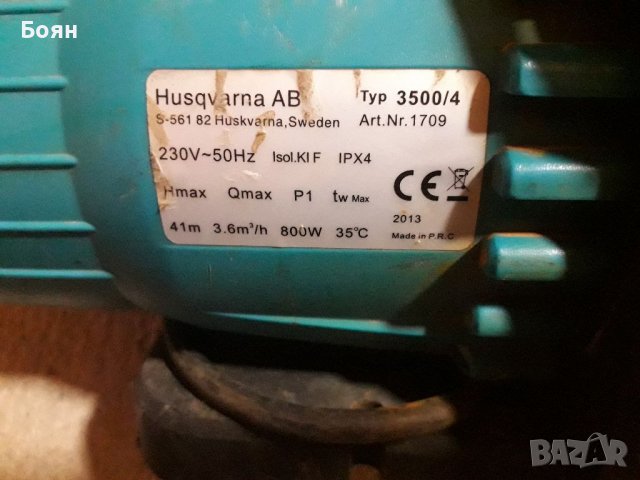 Боян
Husqvarna AB Typ 3500/4
S-561 82 Huskvarna,Sweden Art.Nr.1709
230V~50Hz Isol.Kl F IPX4
Hmax Qmax P1 tw Max CE
41m 3.6m³/h 800W 35°C 2013
Made in P.R.C
BAZAR